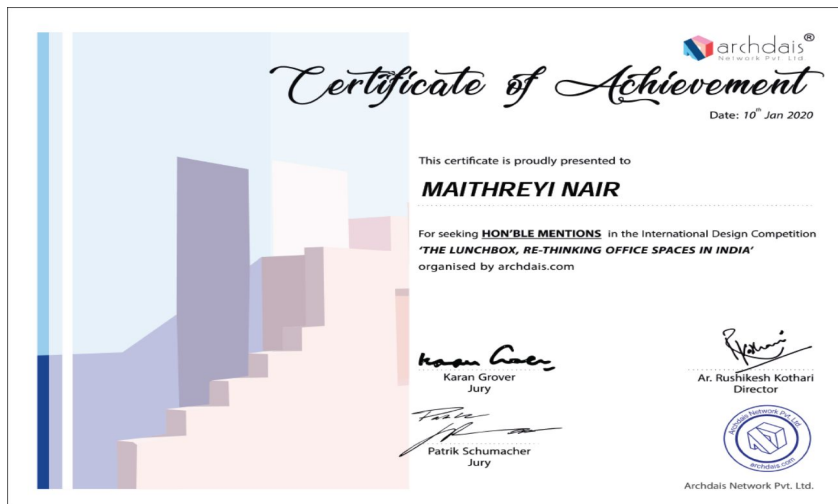 archdais®
Network Pvt. Ltd.
Certificate of Achievement
Date: 10th Jan 2020
This certificate is proudly presented to
MAITHREYI NAIR
For seeking HON'BLE MENTIONS in the International Design Competition
'THE LUNCHBOX, RE-THINKING OFFICE SPACES IN INDIA'
organised by archdais.com
Karan Grover
Jury
Ar. Rushikesh Kothari
Director
Patrik Schumacher
Jury
Archdais Network Pvt. Ltd
archdais.com
Archdais Network Pvt. Ltd.